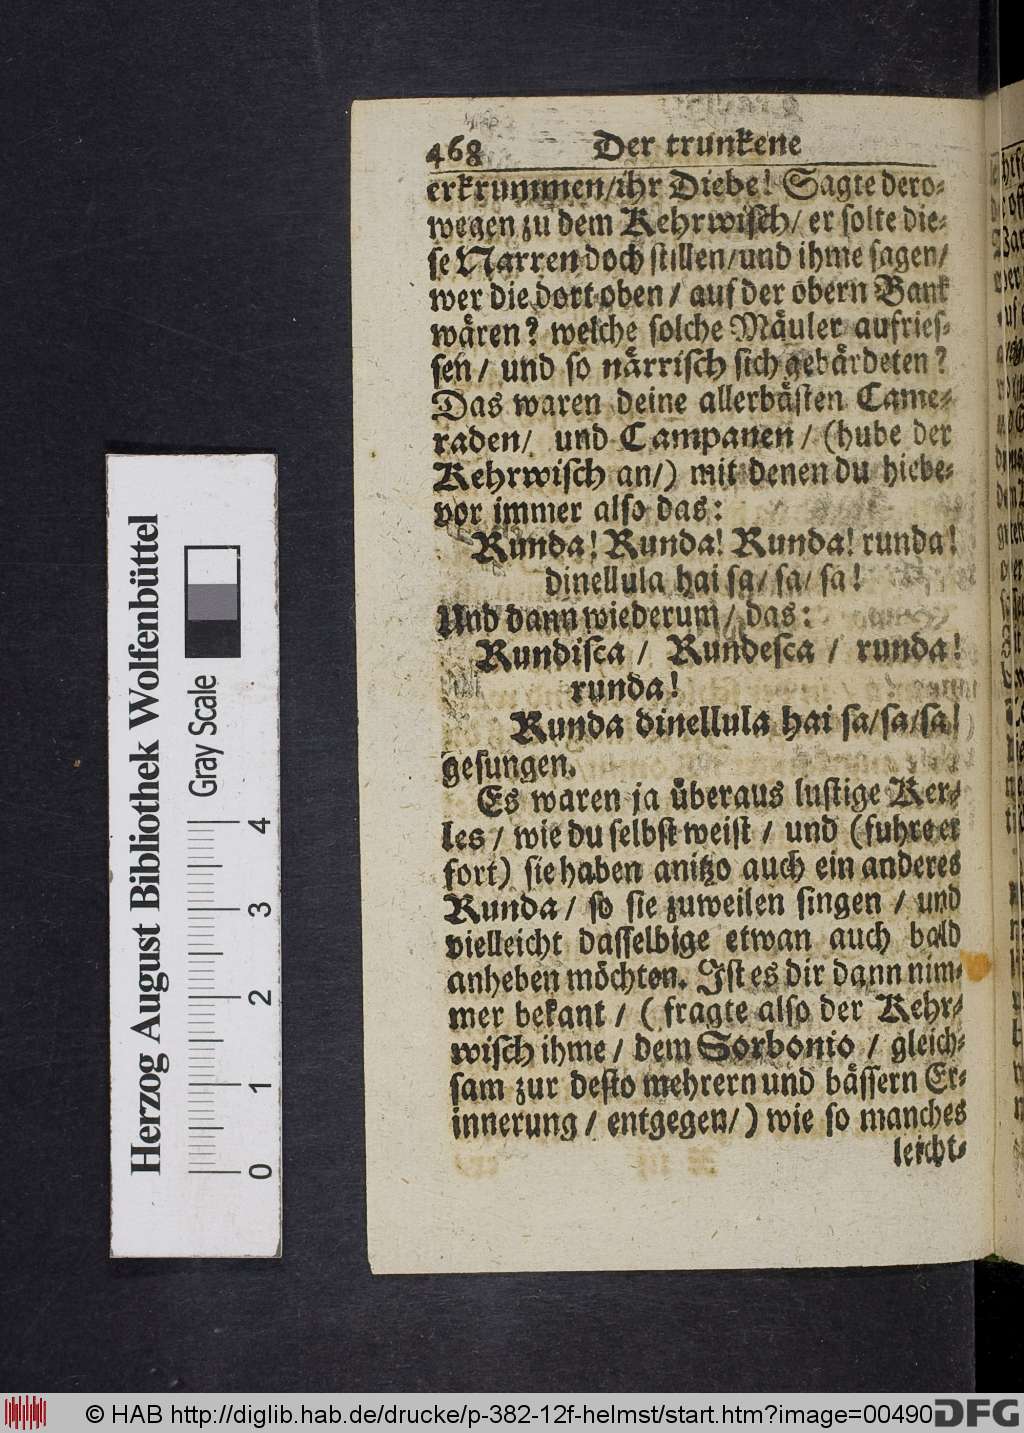 468 Der trunkene
erkrummen/ihr Diebe! Sagte dero-
wegen zu dem Kehrwisch/ er solte die-
se Narren doch stillen/und ihme sagen/
wer die dort oben / auf der obern Bank
wären? welche solche Mäuler aufries-
sen / und so närrisch sich gebärdeten?
Das waren deine allerbästen Came-
raden/ und Campanen / (hube der
Kehrwisch an/) mit denen du hiebe-
vor immer also das:
Runda! Runda! Runda! runda!
dinellula hai sa/ sa/ sa!
Und dann wiederum / das:
Rundisca / Rundesca / runda!
runda!
Runda dinellula hai sa/sa/sa!
gesungen.
Es waren ja überaus lustige Ker-
les / wie du selbst weist / und (fuhre er
fort) sie haben anitzo auch ein anderes
Runda / so sie zuweilen singen / und
vielleicht dasselbige etwan auch bald
anheben möchten. Ist es dir dann nim-
mer bekant / ( fragte also der Kehr-
wisch ihme / dem Sorbonio / gleich-
sam zur desto mehrern und bässern Er-
innerung / entgegen/) wie so manches
leicht-
Herzog August Bibliothek Wolfenbüttel
Gray Scale
0 1 2 3 4
© HAB http://diglib.hab.de/drucke/p-382-12f-helmst/start.htm?image=00490
DFG